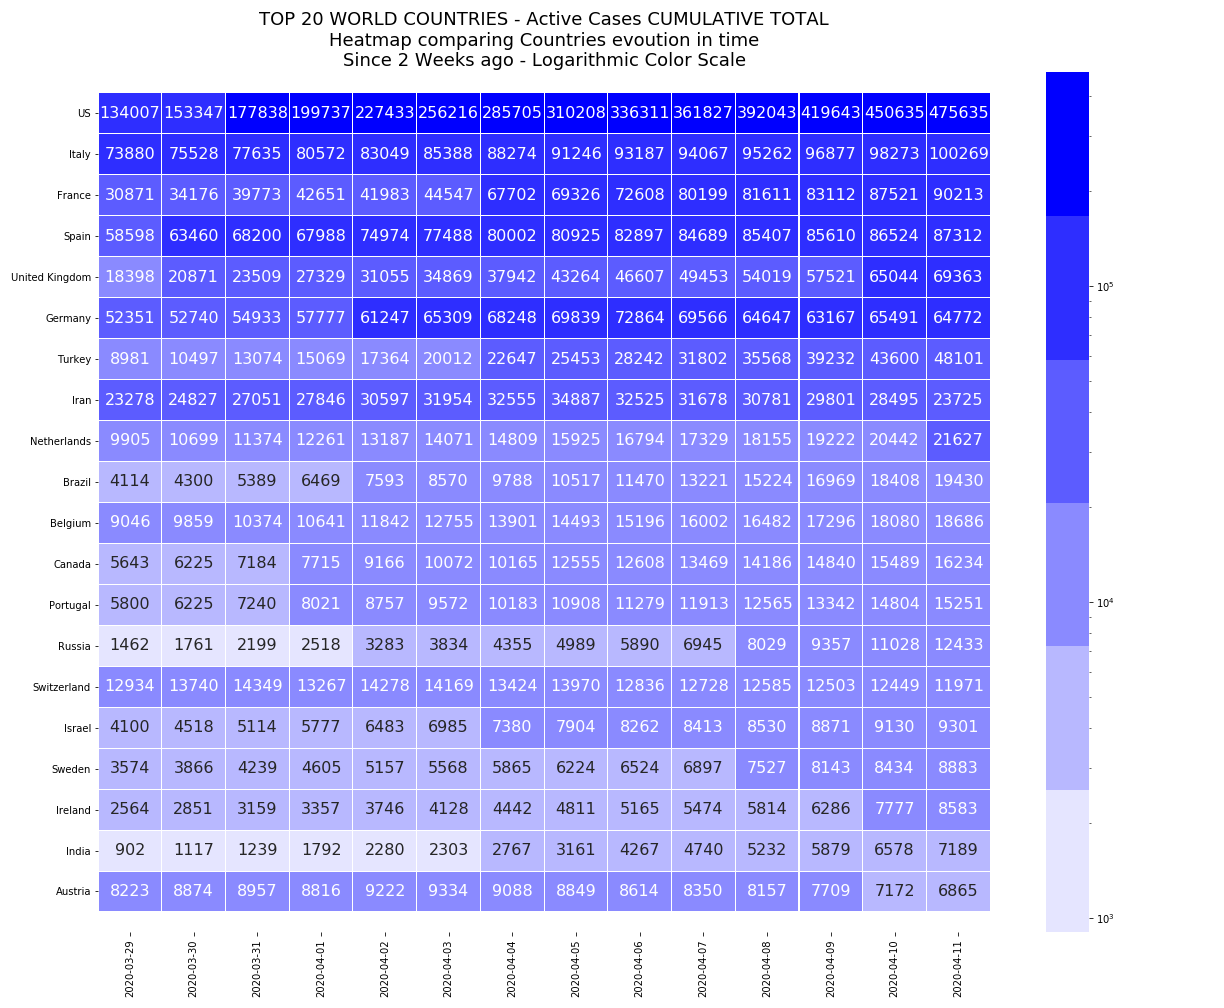 TOP 20 WORLD COUNTRIES - Active Cases CUMULATIVE TOTAL
Heatmap comparing Countries evoution in time
Since 2 Weeks ago - Logarithmic Color Scale
US 134007 153347 177838 199737 227433 256216 285705 310208 336311 361827 392043 419643 450635 475635
Italy 73880 75528 77635 80572 83049 85388 88274 91246 93187 94067 95262 96877 98273 100269
France 30871 34176 39773 42651 41983 44547 67702 69326 72608 80199 81611 83112 87521 90213
Spain 58598 63460 68200 67988 74974 77488 80002 80925 82897 84689 85407 85610 86524 87312
United Kingdom 18398 20871 23509 27329 31055 34869 37942 43264 46607 49453 54019 57521 65044 69363
Germany 52351 52740 54933 57777 61247 65309 68248 69839 72864 69566 64647 63167 65491 64772
Turkey 8981 10497 13074 15069 17364 20012 22647 25453 28242 31802 35568 39232 43600 48101
Iran 23278 24827 27051 27846 30597 31954 32555 34887 32525 31678 30781 29801 28495 23725
Netherlands 9905 10699 11374 12261 13187 14071 14809 15925 16794 17329 18155 19222 20442 21627
Brazil 4114 4300 5389 6469 7593 8570 9788 10517 11470 13221 15224 16969 18408 19430
Belgium 9046 9859 10374 10641 11842 12755 13901 14493 15196 16002 16482 17296 18080 18686
Canada 5643 6225 7184 7715 9166 10072 10165 12555 12608 13469 14186 14840 15489 16234
Portugal 5800 6225 7240 8021 8757 9572 10183 10908 11279 11913 12565 13342 14804 15251
Russia 1462 1761 2199 2518 3283 3834 4355 4989 5890 6945 8029 9357 11028 12433
Switzerland 12934 13740 14349 13267 14278 14169 13424 13970 12836 12728 12585 12503 12449 11971
Israel 4100 4518 5114 5777 6483 6985 7380 7904 8262 8413 8530 8871 9130 9301
Sweden 3574 3866 4239 4605 5157 5568 5865 6224 6524 6897 7527 8143 8434 8883
Ireland 2564 2851 3159 3357 3746 4128 4442 4811 5165 5474 5814 6286 7777 8583
India 902 1117 1239 1792 2280 2303 2767 3161 4267 4740 5232 5879 6578 7189
Austria 8223 8874 8957 8816 9222 9334 9088 8849 8614 8350 8157 7709 7172 6865
2020-03-29 2020-03-30 2020-03-31 2020-04-01 2020-04-02 2020-04-03 2020-04-04 2020-04-05 2020-04-06 2020-04-07 2020-04-08 2020-04-09 2020-04-10 2020-04-11
10⁵
10⁴
10³